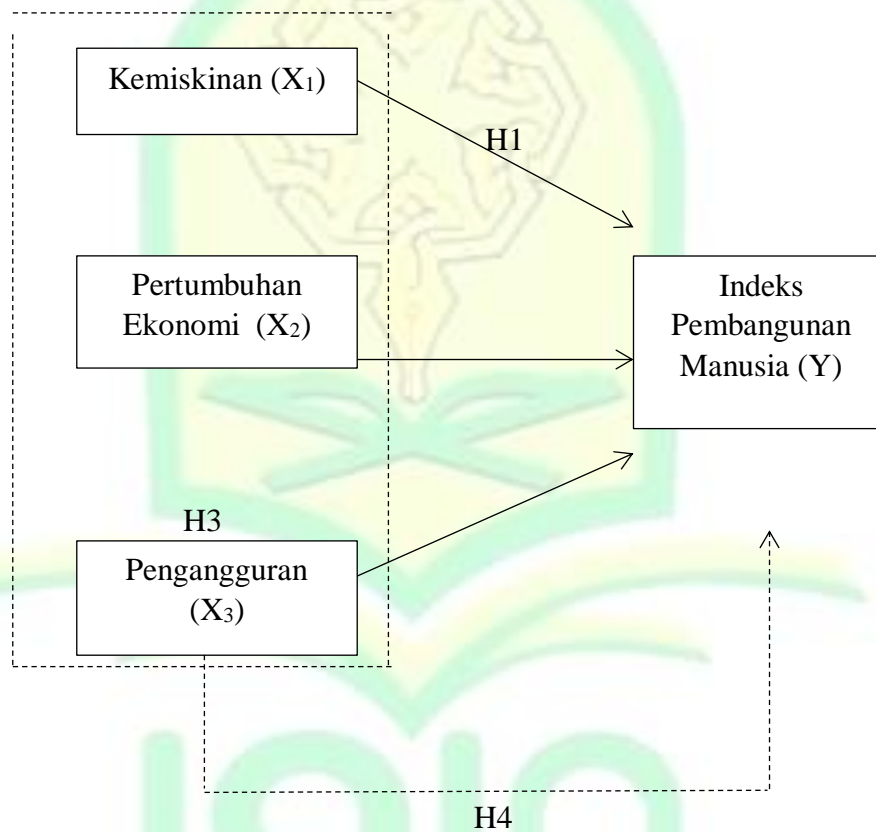 Kemiskinan (X₁)
H1
Pertumbuhan
Ekonomi (X₂)
Indeks
Pembangunan
Manusia (Y)
H3
Pengangguran
(X₃)
H4